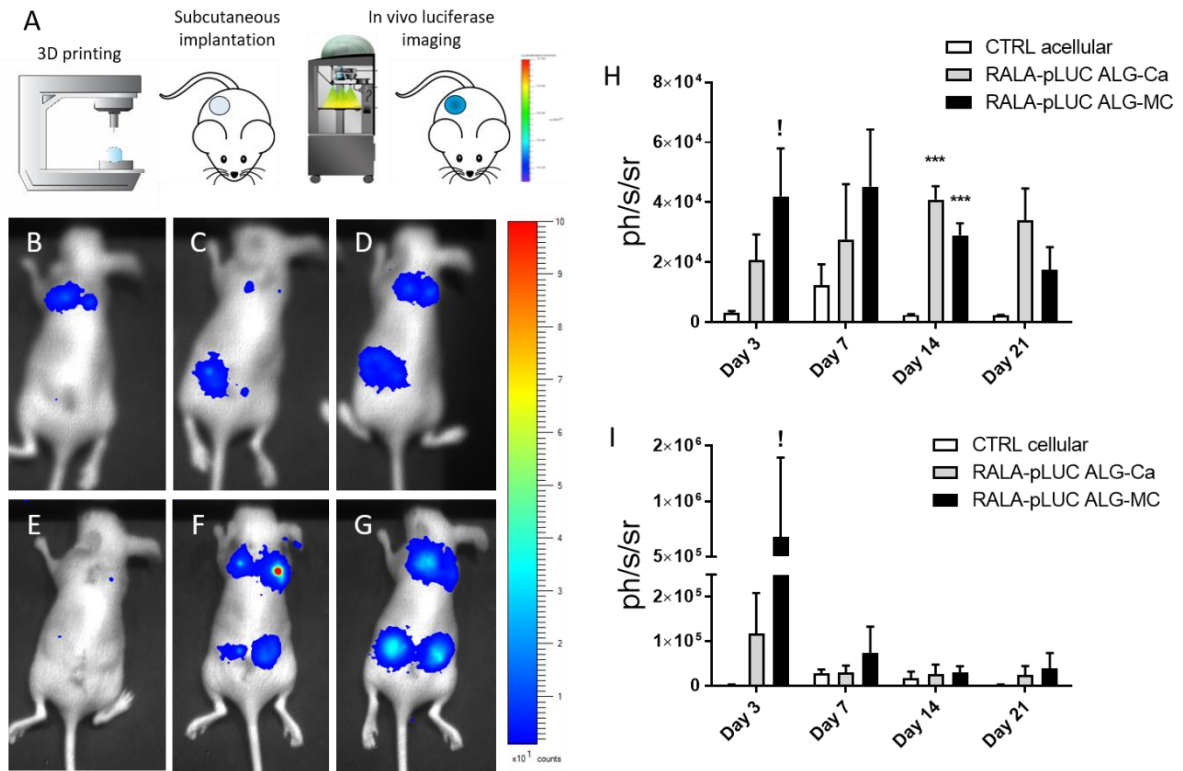 A
3D printing
Subcutaneous
implantation
In vivo luciferase
imaging
B
C
D
E
F
G
10
9
8
7
6
5
4
3
2
1
×10¹ counts
H
CTRL acellular
RALA-pLUC ALG-Ca
RALA-pLUC ALG-MC
ph/s/sr
8×10⁴
6×10⁴
4×10⁴
2×10⁴
0
!
***
***
Day 3
Day 7
Day 14
Day 21
I
CTRL cellular
RALA-pLUC ALG-Ca
RALA-pLUC ALG-MC
ph/s/sr
2×10⁶
1×10⁶
5×10⁵
2×10⁵
1×10⁵
0
!
Day 3
Day 7
Day 14
Day 21